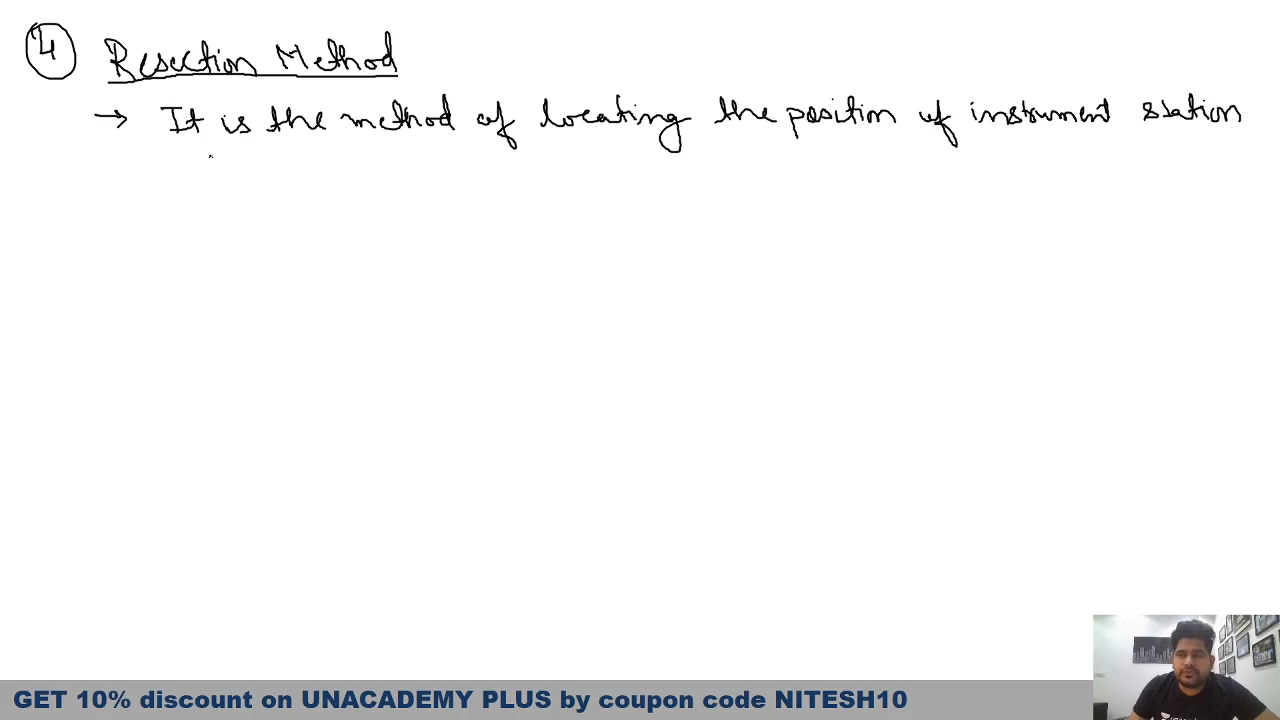 4 Resection Method
→ It is the method of locating the position of instrument station
GET 10% discount on UNACADEMY PLUS by coupon code NITESH10